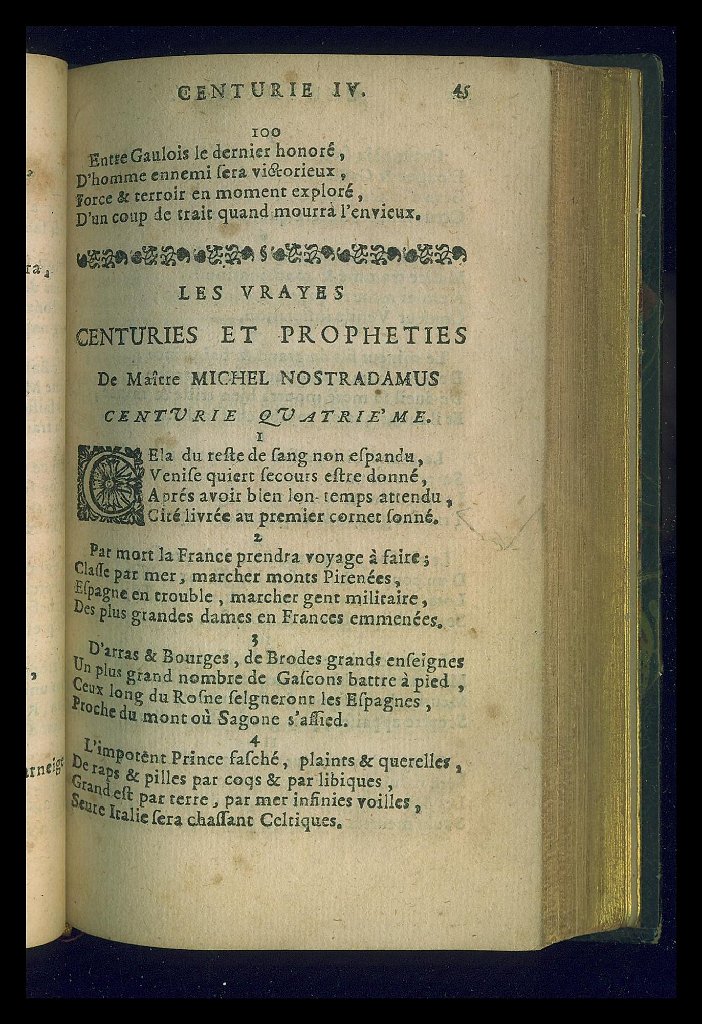 CENTURIE IV. 45
100
Entre Gaulois le dernier honoré,
D'homme ennemi ſera victorieux,
Force & terroir en moment exploré,
D'un coup de trait quand mourra l'envieux.
§
LES VRAYES
CENTURIES ET PROPHETIES
De Maître MICHEL NOSTRADAMUS
CENTVRIE QVATRIE'ME.
1
CEla du reſte de ſang non eſpandu,
Veniſe quiert ſecours eſtre donné,
Aprés avoir bien lon-temps attendu,
Cité livrée au premier cornet ſonné.
2
Par mort la France prendra voyage à faire;
Claſſe par mer, marcher monts Pirenées,
Eſpagne en trouble, marcher gent militaire,
Des plus grandes dames en Frances emmenées.
3
D'arras & Bourges, de Brodes grands enſeignes
Un plus grand nombre de Gaſcons battre à pied,
Ceux long du Roſne ſeigneront les Eſpagnes,
Proche du mont où Sagone s'aſſied.
4
L'impotent Prince faſché, plaints & querelles,
De raps & pilles par coqs & par libiques,
Grand eſt par terre, par mer infinies voilles,
Seure Italie ſera chaſſant Celtiques.